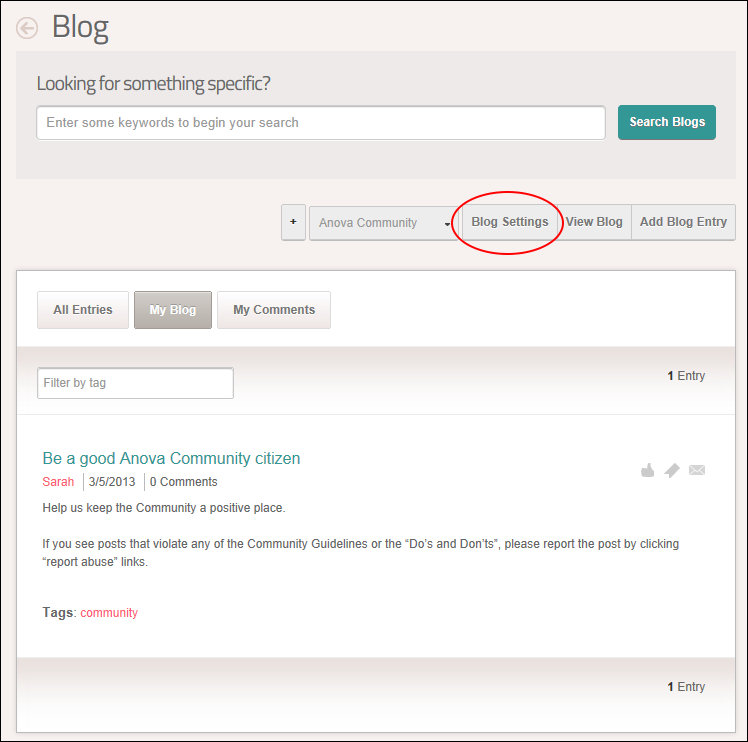 Blog
Looking for something specific?
Enter some keywords to begin your search
Search Blogs
+
Anova Community
Blog Settings
View Blog
Add Blog Entry
All Entries
My Blog
My Comments
Filter by tag
1 Entry
Be a good Anova Community citizen
Sarah
3/5/2013
0 Comments
Help us keep the Community a positive place.
If you see posts that violate any of the Community Guidelines or the “Do’s and Don’ts”, please report the post by clicking
“report abuse” links.
Tags: community
1 Entry